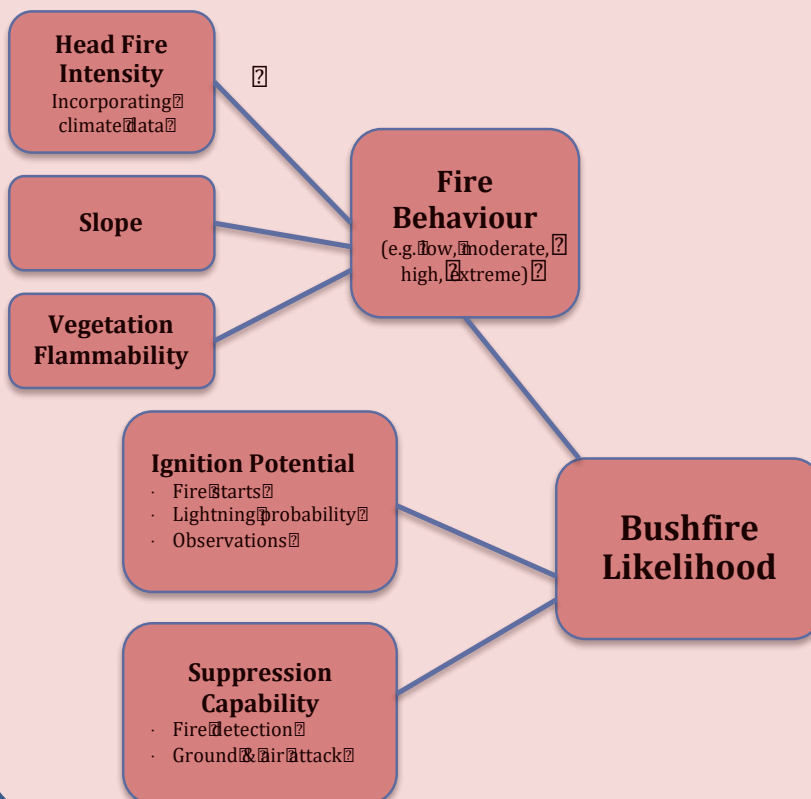 Head Fire
Intensity
Incorporating
climate data
Slope
Vegetation
Flammability
Fire
Behaviour
(e.g. low, moderate,
high, extreme)
Ignition Potential
· Fire starts
· Lightning probability
· Observations
Suppression
Capability
· Fire detection
· Ground & air attack
Bushfire
Likelihood